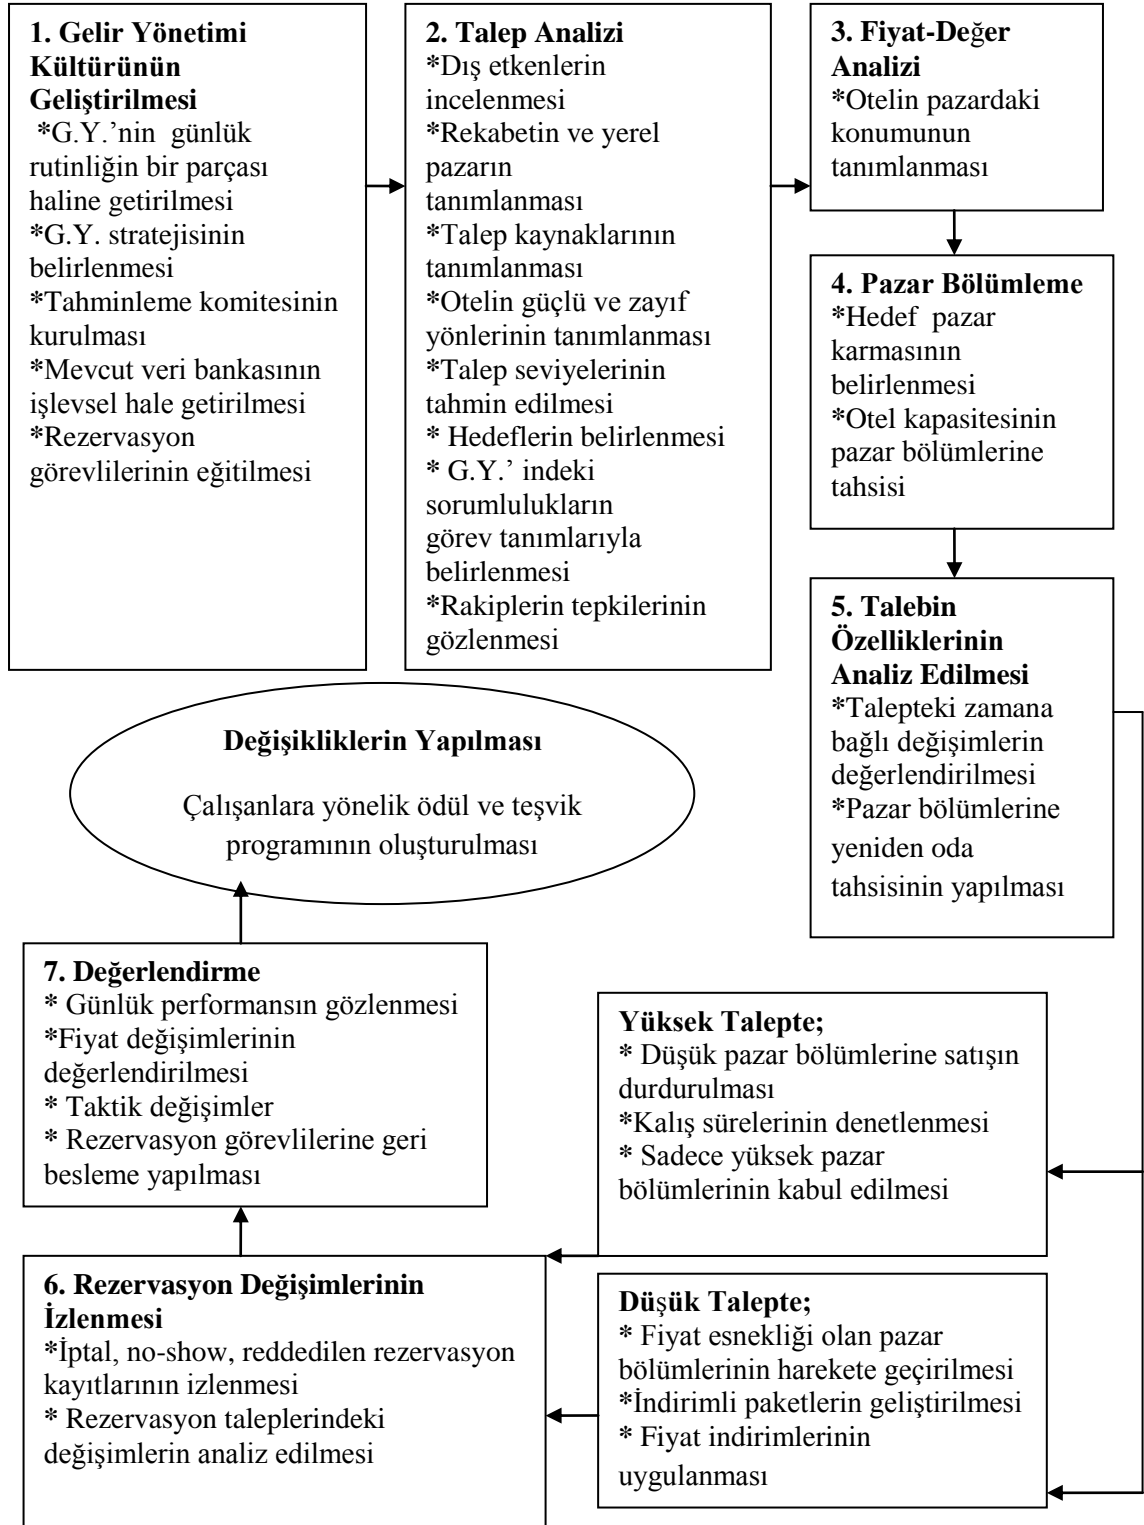 1. Gelir Yönetimi
Kültürünün
Geliştirilmesi
*G.Y.’nin günlük
rutinliğin bir parçası
haline getirilmesi
*G.Y. stratejisinin
belirlenmesi
*Tahminleme komitesinin
kurulması
*Mevcut veri bankasının
işlevsel hale getirilmesi
*Rezervasyon
görevlilerinin eğitilmesi
2. Talep Analizi
*Dış etkenlerin
incelenmesi
*Rekabetin ve yerel
pazarın
tanımlanması
*Talep kaynaklarının
tanımlanması
*Otelin güçlü ve zayıf
yönlerinin tanımlanması
*Talep seviyelerinin
tahmin edilmesi
* Hedeflerin belirlenmesi
* G.Y.’ indeki
sorumlulukların
görev tanımlarıyla
belirlenmesi
*Rakiplerin tepkilerinin
gözlenmesi
3. Fiyat-Değer
Analizi
*Otelin pazardaki
konumunun
tanımlanması
4. Pazar Bölümleme
*Hedef pazar
karmasının
belirlenmesi
*Otel kapasitesinin
pazar bölümlerine
tahsisi
5. Talebin
Özelliklerinin
Analiz Edilmesi
*Talepteki zamana
bağlı değişimlerin
değerlendirilmesi
*Pazar bölümlerine
yeniden oda
tahsisinin yapılması
Değişikliklerin Yapılması
Çalışanlara yönelik ödül ve teşvik
programının oluşturulması
7. Değerlendirme
* Günlük performansın gözlenmesi
*Fiyat değişimlerinin
değerlendirilmesi
* Taktik değişimler
* Rezervasyon görevlilerine geri
besleme yapılması
Yüksek Talepte;
* Düşük pazar bölümlerine satışın
durdurulması
*Kalış sürelerinin denetlenmesi
* Sadece yüksek pazar
bölümlerinin kabul edilmesi
6. Rezervasyon Değişimlerinin
İzlenmesi
*İptal, no-show, reddedilen rezervasyon
kayıtlarının izlenmesi
* Rezervasyon taleplerindeki
değişimlerin analiz edilmesi
Düşük Talepte;
* Fiyat esnekliği olan pazar
bölümlerinin harekete geçirilmesi
*İndirimli paketlerin geliştirilmesi
* Fiyat indirimlerinin
uygulanması